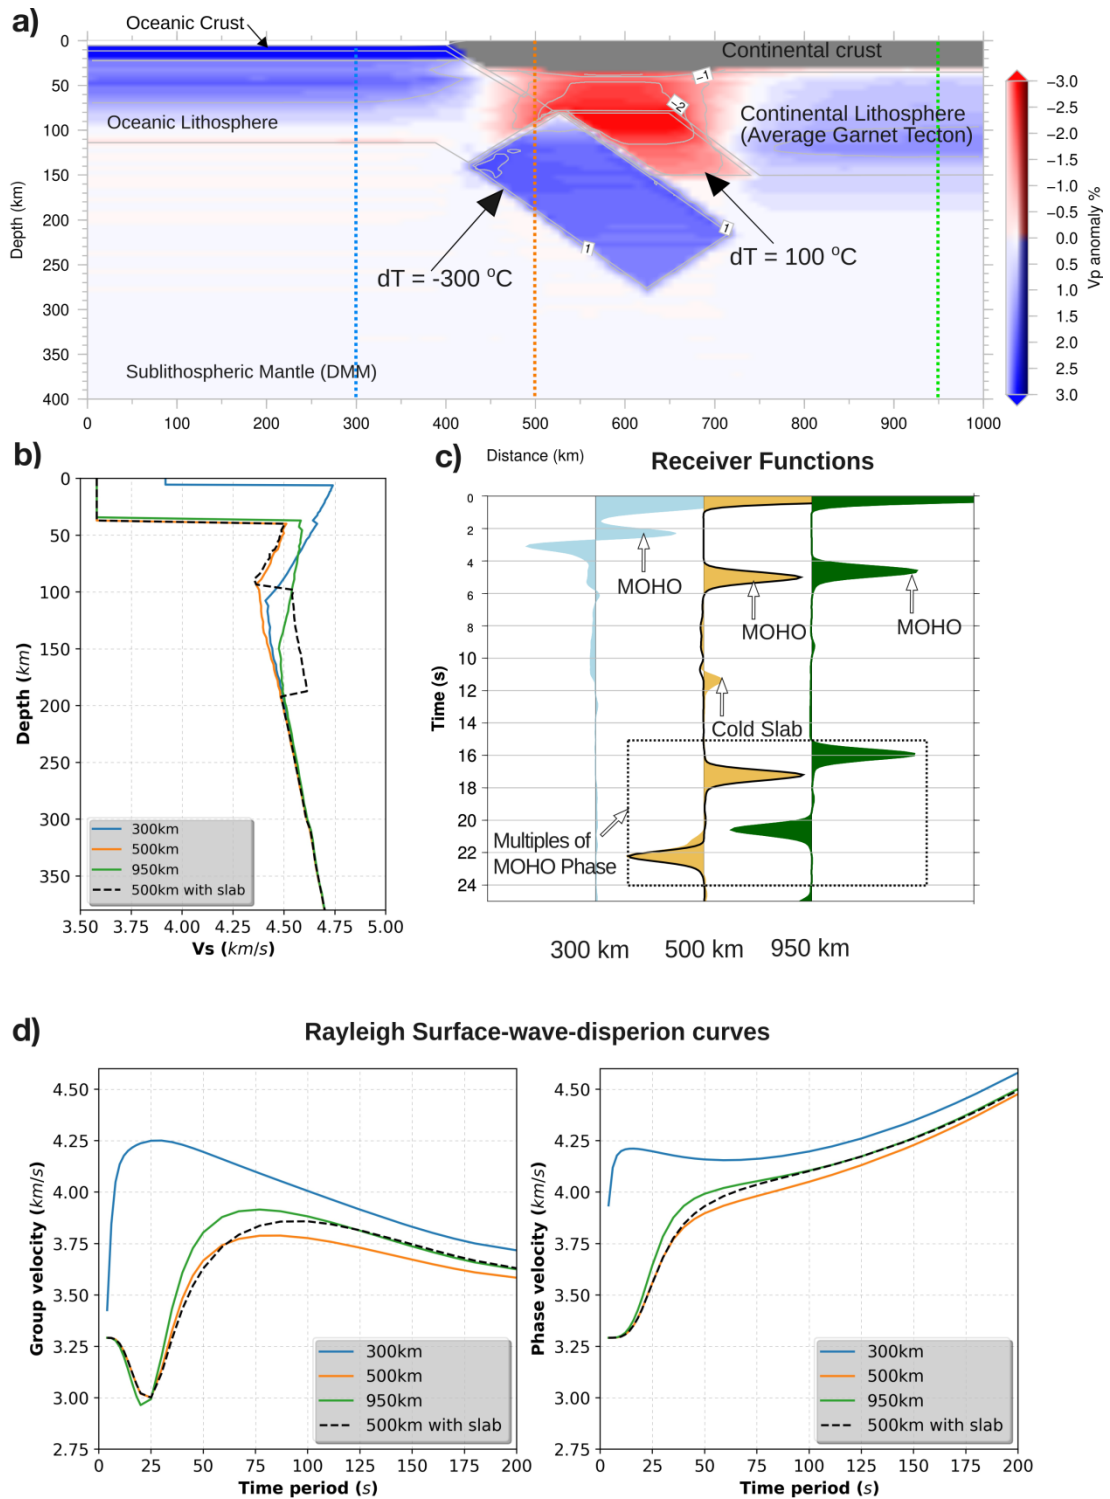 a)
Oceanic Crust
Continental crust
Oceanic Lithosphere
Continental Lithosphere
(Average Garnet Tecton)
dT = -300 °C
dT = 100 °C
Sublithospheric Mantle (DMM)
−1
−2
1
1
Depth (km)
0
50
100
150
200
250
300
350
400
0 100 200 300 400 500 600 700 800 900 1000
Distance (km)
−3.0
−2.5
−2.0
−1.5
−1.0
−0.5
0.0
0.5
1.0
1.5
2.0
2.5
3.0
Vp anomaly %
b)
0
50
100
150
200
250
300
350
Depth (km)
300km
500km
950km
500km with slab
3.50 3.75 4.00 4.25 4.50 4.75 5.00
Vs (km/s)
c)
Receiver Functions
0
2
4
6
8
10
12
14
16
18
20
22
24
Time (s)
MOHO
MOHO
MOHO
Cold Slab
Multiples of
MOHO Phase
300 km 500 km 950 km
d)
Rayleigh Surface-wave-disperion curves
4.50
4.25
4.00
3.75
3.50
3.25
3.00
2.75
Group velocity (km/s)
300km
500km
950km
500km with slab
0 25 50 75 100 125 150 175 200
Time period (s)
4.50
4.25
4.00
3.75
3.50
3.25
3.00
2.75
Phase velocity (km/s)
300km
500km
950km
500km with slab
0 25 50 75 100 125 150 175 200
Time period (s)